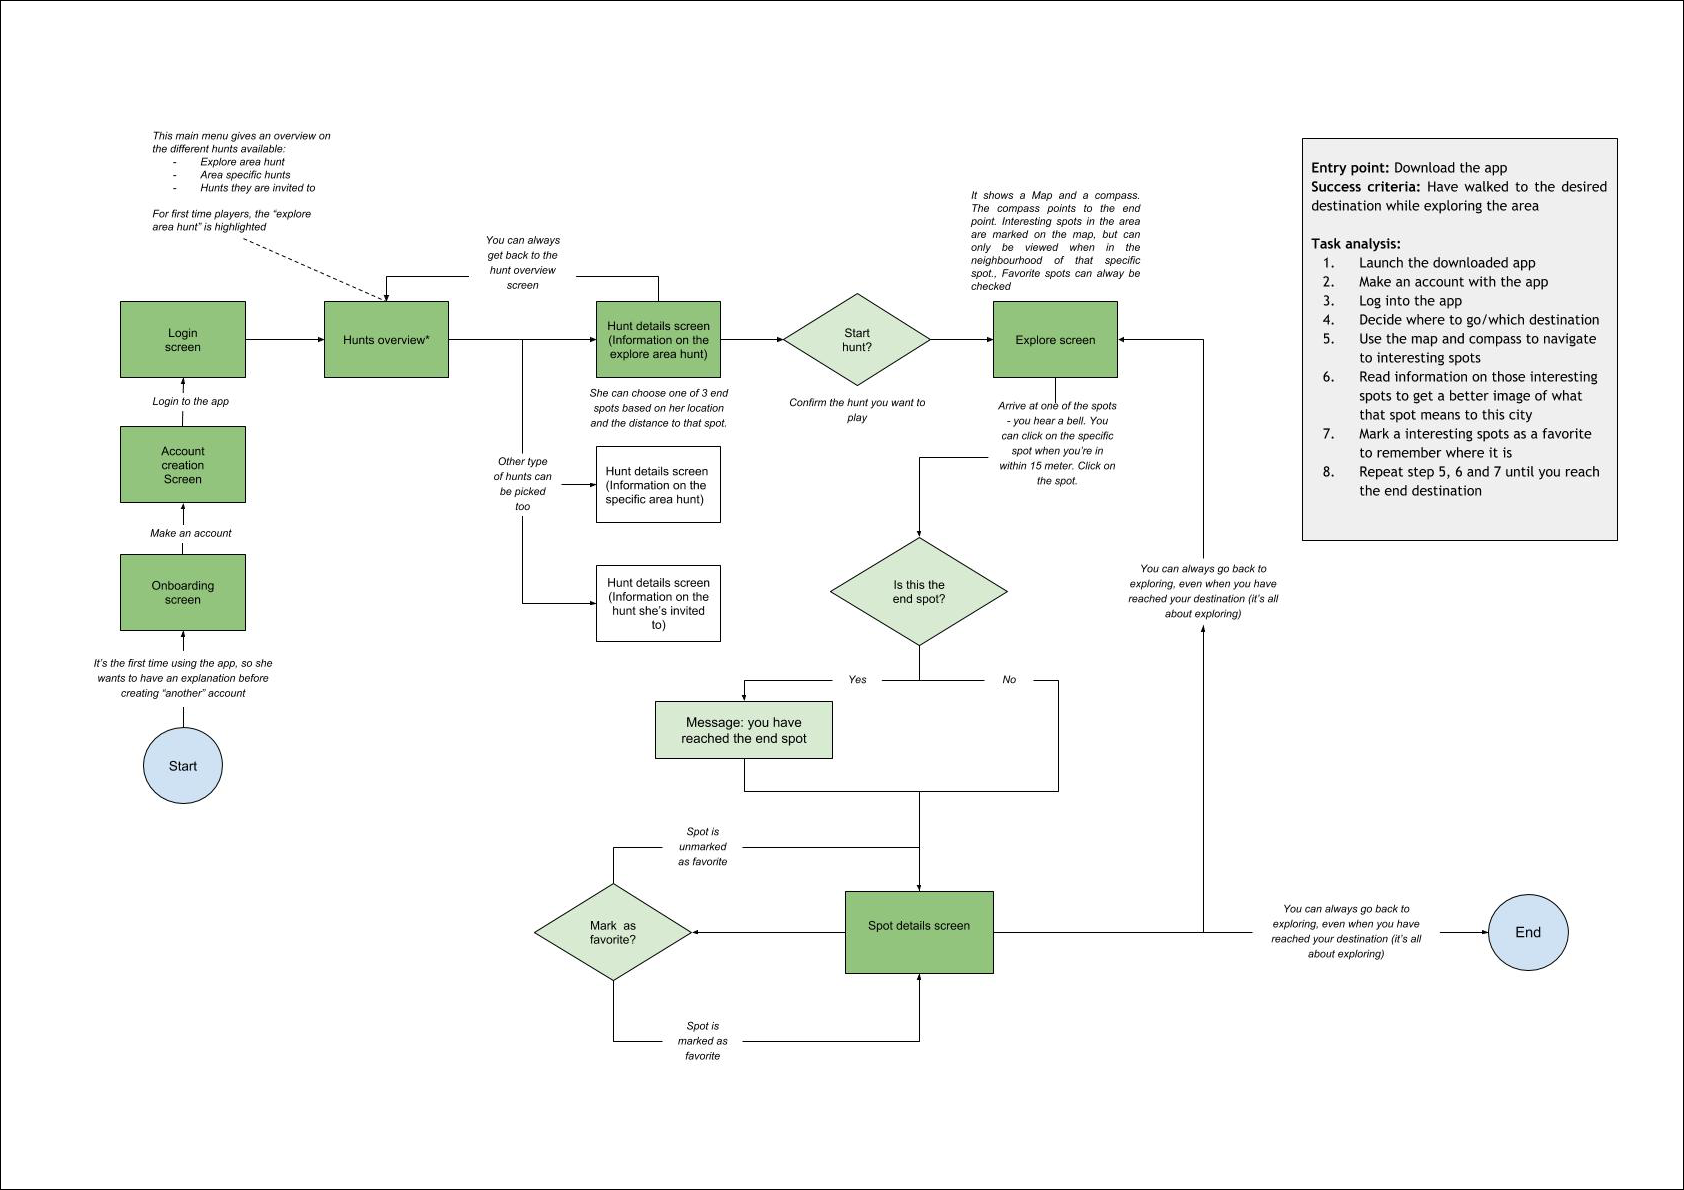 This main menu gives an overview on
the different hunts available:
- Explore area hunt
- Area specific hunts
- Hunts they are invited to
For first time players, the “explore
area hunt” is highlighted
You can always
get back to the
hunt overview
screen
It shows a Map and a compass.
The compass points to the end
point. Interesting spots in the area
are marked on the map, but can
only be viewed when in the
neighbourhood of that specific
spot., Favorite spots can alway be
checked
Entry point: Download the app
Success criteria: Have walked to the desired
destination while exploring the area
Task analysis:
1. Launch the downloaded app
2. Make an account with the app
3. Log into the app
4. Decide where to go/which destination
5. Use the map and compass to navigate
to interesting spots
6. Read information on those interesting
spots to get a better image of what
that spot means to this city
7. Mark a interesting spots as a favorite
to remember where it is
8. Repeat step 5, 6 and 7 until you reach
the end destination
Login
screen
Hunts overview*
Hunt details screen
(Information on the
explore area hunt)
Start
hunt?
Explore screen
Login to the app
She can choose one of 3 end
spots based on her location
and the distance to that spot.
Confirm the hunt you want to
play
Arrive at one of the spots
- you hear a bell. You
can click on the specific
spot when you're in
within 15 meter. Click on
the spot.
Account
creation
Screen
Other type
of hunts can
be picked
too
Hunt details screen
(Information on the
specific area hunt)
Make an account
Onboarding
screen
Hunt details screen
(Information on the
hunt she’s invited
to)
Is this the
end spot?
You can always go back to
exploring, even when you have
reached your destination (it’s all
about exploring)
It’s the first time using the app, so she
wants to have an explanation before
creating “another” account
Yes
No
Message: you have
reached the end spot
Start
Spot is
unmarked
as favorite
Mark as
favorite?
Spot details screen
You can always go back to
exploring, even when you have
reached your destination (it’s all
about exploring)
End
Spot is
marked as
favorite